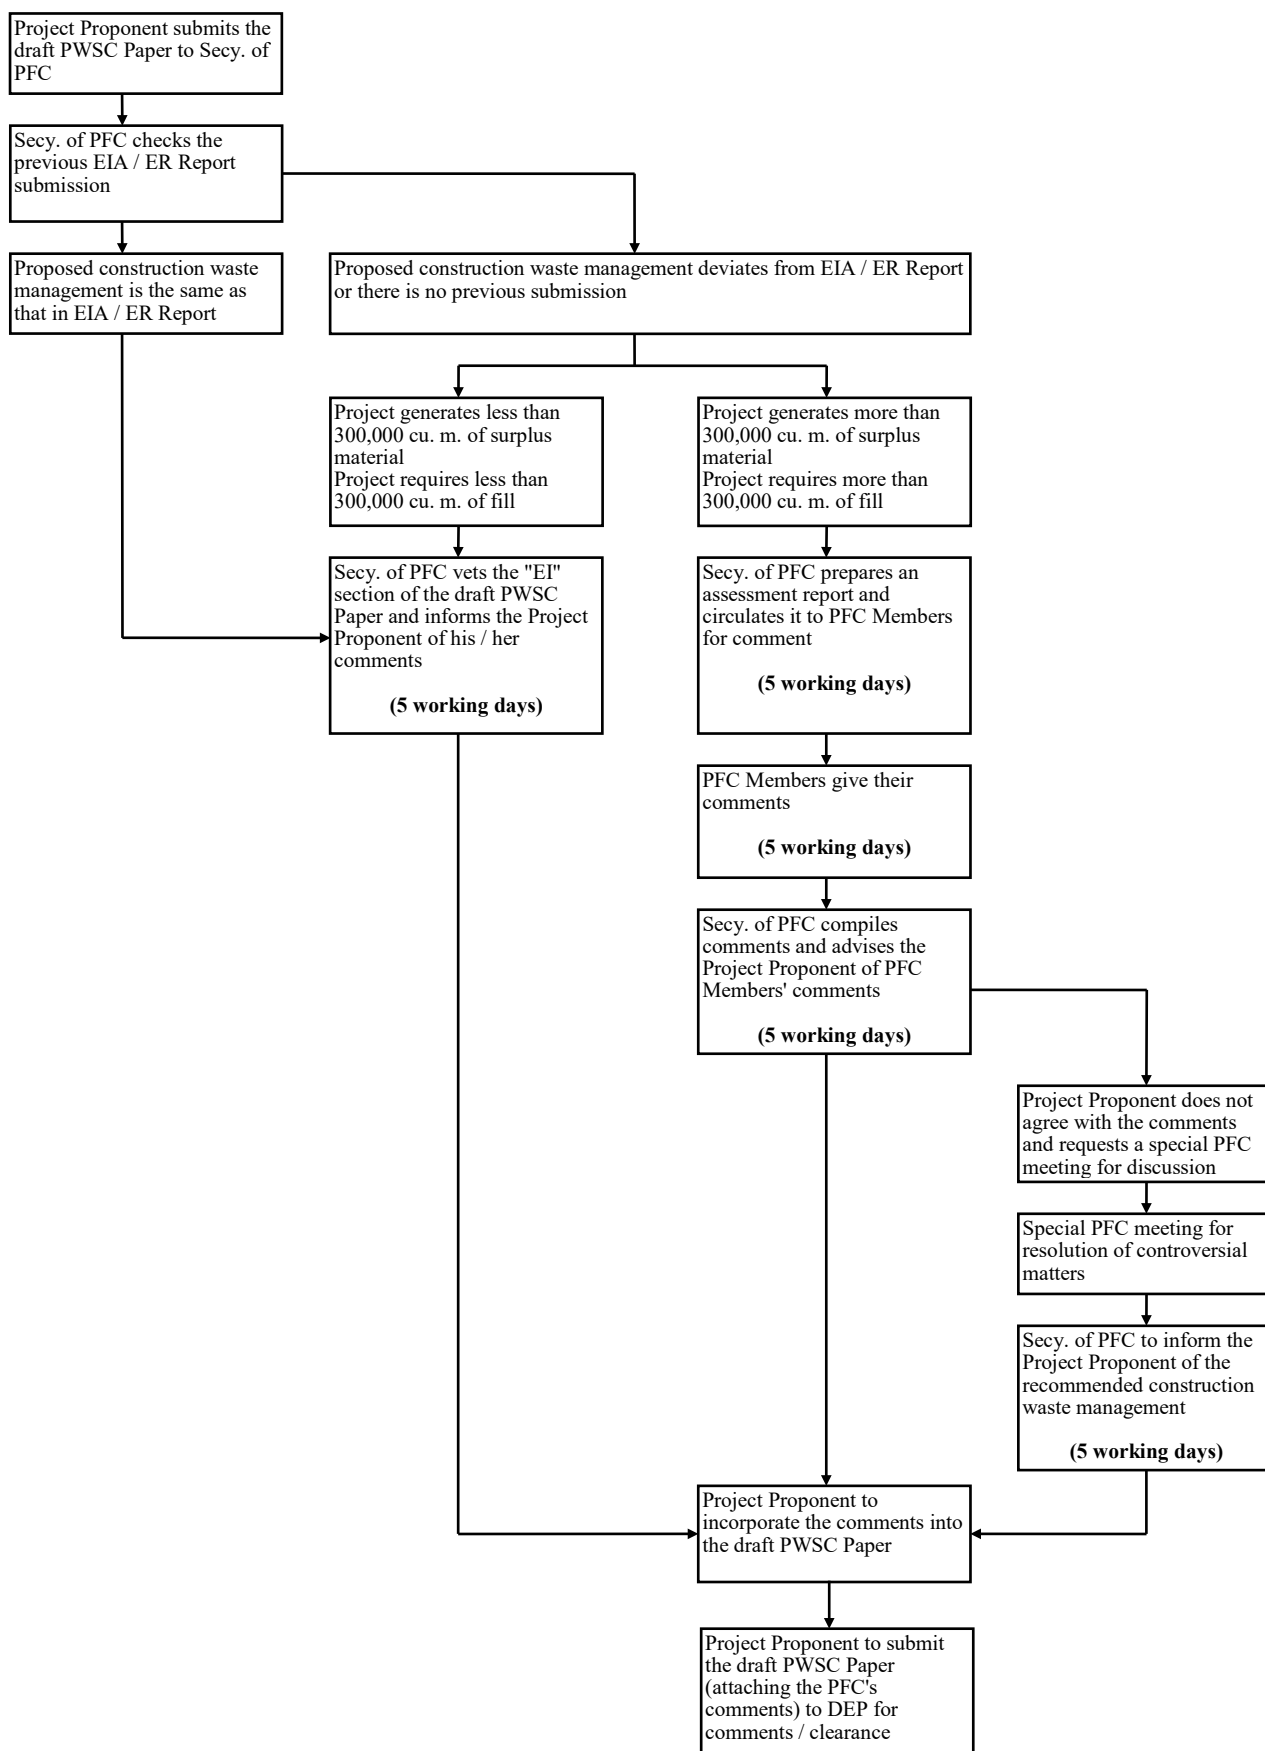 Project Proponent submits the
draft PWSC Paper to Secy. of
PFC
Secy. of PFC checks the
previous EIA / ER Report
submission
Proposed construction waste
management is the same as
that in EIA / ER Report
Proposed construction waste management deviates from EIA / ER Report
or there is no previous submission
Project generates less than
300,000 cu. m. of surplus
material
Project requires less than
300,000 cu. m. of fill
Project generates more than
300,000 cu. m. of surplus
material
Project requires more than
300,000 cu. m. of fill
Secy. of PFC vets the "EI"
section of the draft PWSC
Paper and informs the Project
Proponent of his / her
comments
(5 working days)
Secy. of PFC prepares an
assessment report and
circulates it to PFC Members
for comment
(5 working days)
PFC Members give their
comments
(5 working days)
Secy. of PFC compiles
comments and advises the
Project Proponent of PFC
Members' comments
(5 working days)
Project Proponent does not
agree with the comments
and requests a special PFC
meeting for discussion
Special PFC meeting for
resolution of controversial
matters
Secy. of PFC to inform the
Project Proponent of the
recommended construction
waste management
(5 working days)
Project Proponent to
incorporate the comments into
the draft PWSC Paper
Project Proponent to submit
the draft PWSC Paper
(attaching the PFC's
comments) to DEP for
comments / clearance